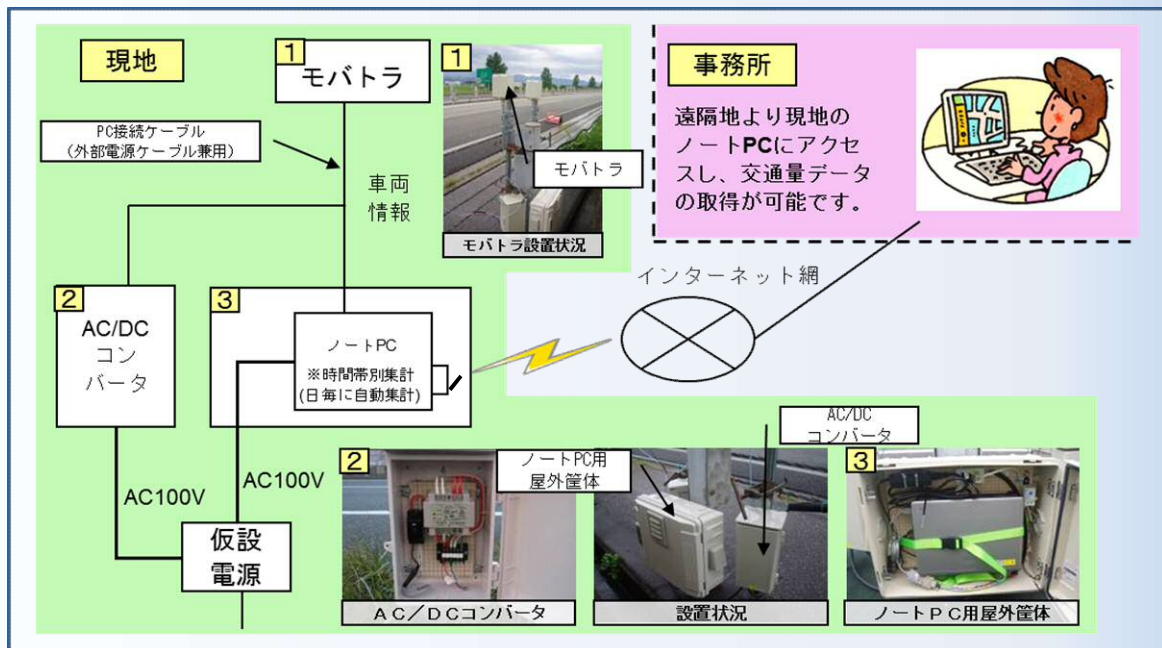 現地
1
モバトラ
PC接続ケーブル
(外部電源ケーブル兼用)
車両
情報
1
モバトラ
モバトラ設置状況
事務所
遠隔地より現地の
ノートPCにアクセ
スし、交通量データ
の取得が可能です。
インターネット網
2
AC/DC
コン
バータ
3
ノートPC
※時間帯別集計
(日毎に自動集計)
AC100V
AC100V
仮設
電源
2
ノートPC用
屋外筐体
AC/DC
コンバータ
3
AC/DCコンバータ
設置状況
ノートPC用屋外筐体